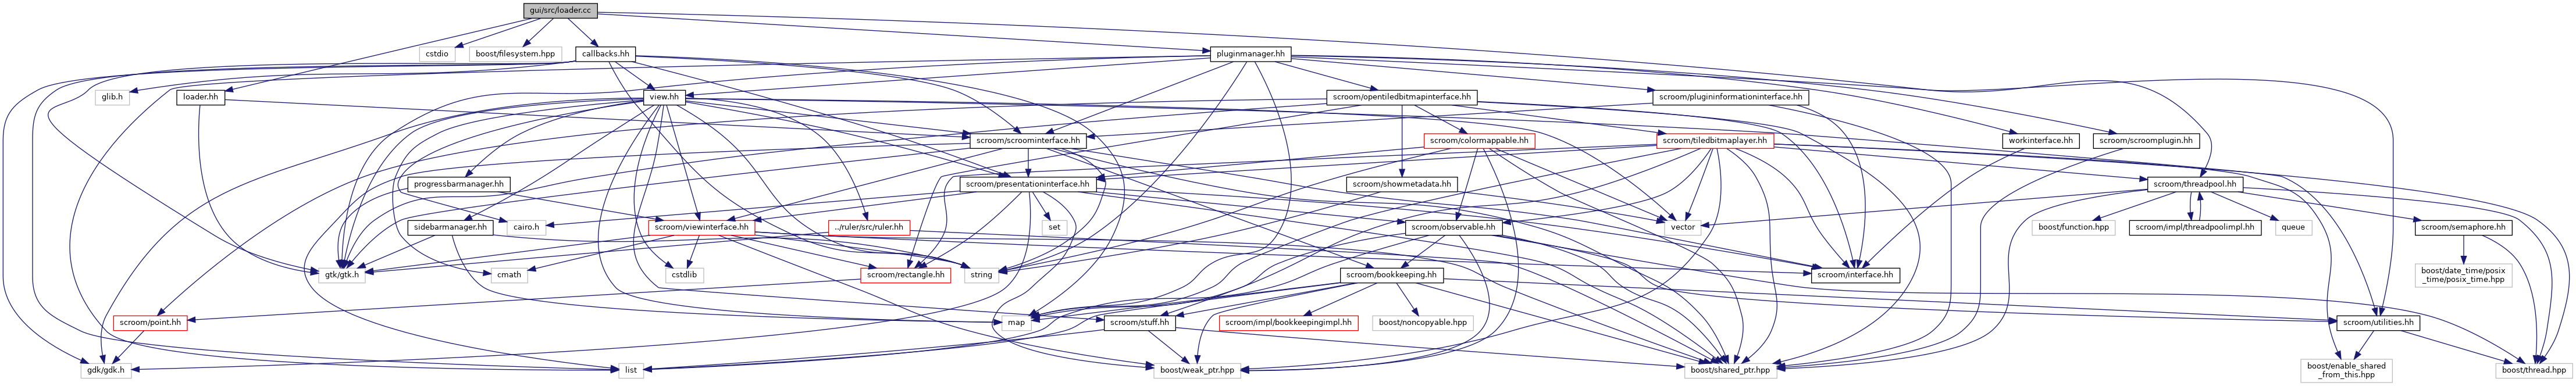 gui/src/loader.cc
cstdio
boost/filesystem.hpp
callbacks.hh
pluginmanager.hh
glib.h
loader.hh
view.hh
scroom/opentiledbitmapinterface.hh
scroom/plugininformationinterface.hh
scroom/scroominterface.hh
scroom/colormappable.hh
scroom/tiledbitmaplayer.hh
workinterface.hh
scroom/scroomplugin.hh
progressbarmanager.hh
scroom/presentationinterface.hh
scroom/showmetadata.hh
scroom/threadpool.hh
sidebarmanager.hh
scroom/viewinterface.hh
../ruler/src/ruler.hh
cairo.h
set
scroom/observable.hh
vector
boost/function.hpp
scroom/impl/threadpoolimpl.hh
queue
scroom/semaphore.hh
gtk/gtk.h
cmath
cstdlib
scroom/rectangle.hh
string
scroom/bookkeeping.hh
scroom/interface.hh
boost/date_time/posix
_time/posix_time.hpp
scroom/point.hh
map
scroom/stuff.hh
scroom/impl/bookkeepingimpl.hh
boost/noncopyable.hpp
scroom/utilities.hh
gdk/gdk.h
list
boost/weak_ptr.hpp
boost/shared_ptr.hpp
boost/enable_shared
_from_this.hpp
boost/thread.hpp